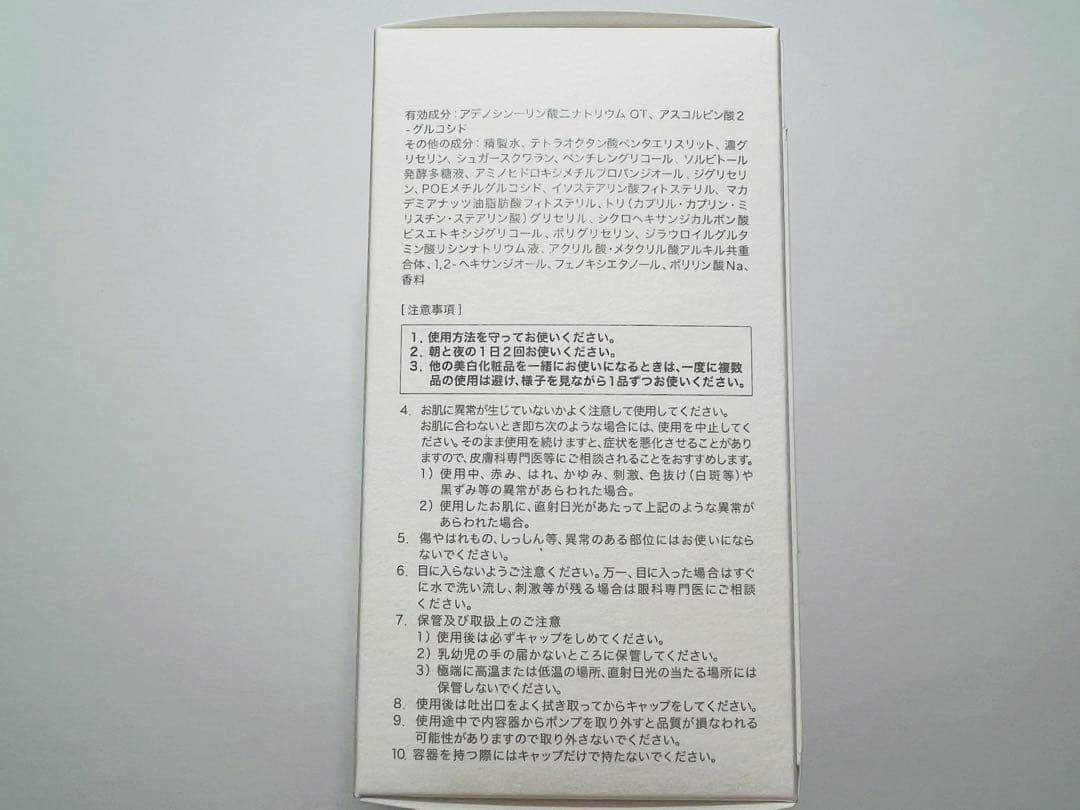 有効成分：アデノシン一リン酸二ナトリウム OT、アスコルビン酸2
-グルコシド
その他の成分：精製水、テトラオクタン酸ペンタエリスリット、濃グ
リセリン、シュガースクワラン、ペンチレングリコール、ソルビトール
発酵多糖液、アミノヒドロキシメチルプロパンジオール、ジグリセリ
ン、POEメチルグルコシド、イソステアリン酸フィトステリル、マカ
デミアナッツ油脂肪酸フィトステリル、トリ（カプリル・カプリン・ミ
リスチン・ステアリン酸）グリセリル、シクロヘキサンジカルボン酸
ビスエトキシジグリコール、ポリグリセリン、ジラウロイルグルタ
ミン酸リシンナトリウム液、アクリル酸・メタクリル酸アルキル共重
合体、1,2-ヘキサンジオール、フェノキシエタノール、ポリリン酸Na、
香料
［注意事項］
1. 使用方法を守ってお使いください。
2. 朝と夜の1日2回お使いください。
3. 他の美白化粧品を一緒にお使いになるときは、一度に複数
品の使用は避け、様子を見ながら1品ずつお使いください。
4. お肌に異常が生じていないかよく注意して使用してください。
お肌に合わないとき即ち次のような場合には、使用を中止してく
ださい。そのまま使用を続けますと、症状を悪化させることがあり
ますので、皮膚科専門医等にご相談されることをおすすめします。
1）使用中、赤み、はれ、かゆみ、刺激、色抜け（白斑等）や
黒ずみ等の異常があらわれた場合。
2）使用したお肌に、直射日光があたって上記のような異常が
あらわれた場合。
5. 傷やはれもの、しっしん等、異常のある部位にはお使いになら
ないでください。
6. 目に入らないようご注意ください。万一、目に入った場合はすぐ
に水で洗い流し、刺激等が残る場合は眼科専門医にご相談
ください。
7. 保管及び取扱上のご注意
1）使用後は必ずキャップをしめてください。
2）乳幼児の手の届かないところに保管してください。
3）極端に高温または低温の場所、直射日光の当たる場所には
保管しないでください。
8. 使用後は吐出口をよく拭き取ってからキャップをしてください。
9. 使用途中で内容器からポンプを取り外すと品質が損なわれる
可能性がありますので取り外さないでください。
10. 容器を持つ際にはキャップだけで持たないでください。